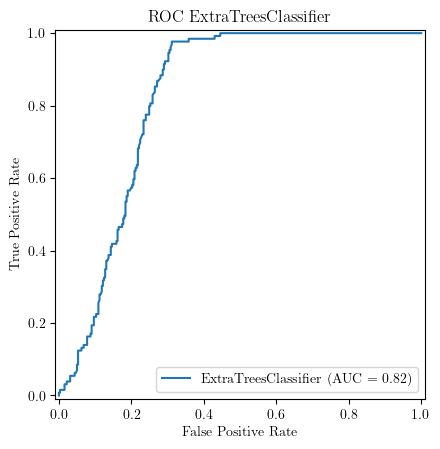 ROC ExtraTreesClassifier
1.0
0.8
0.6
0.4
0.2
0.0
True Positive Rate
ExtraTreesClassifier (AUC = 0.82)
0.0 0.2 0.4 0.6 0.8 1.0
False Positive Rate